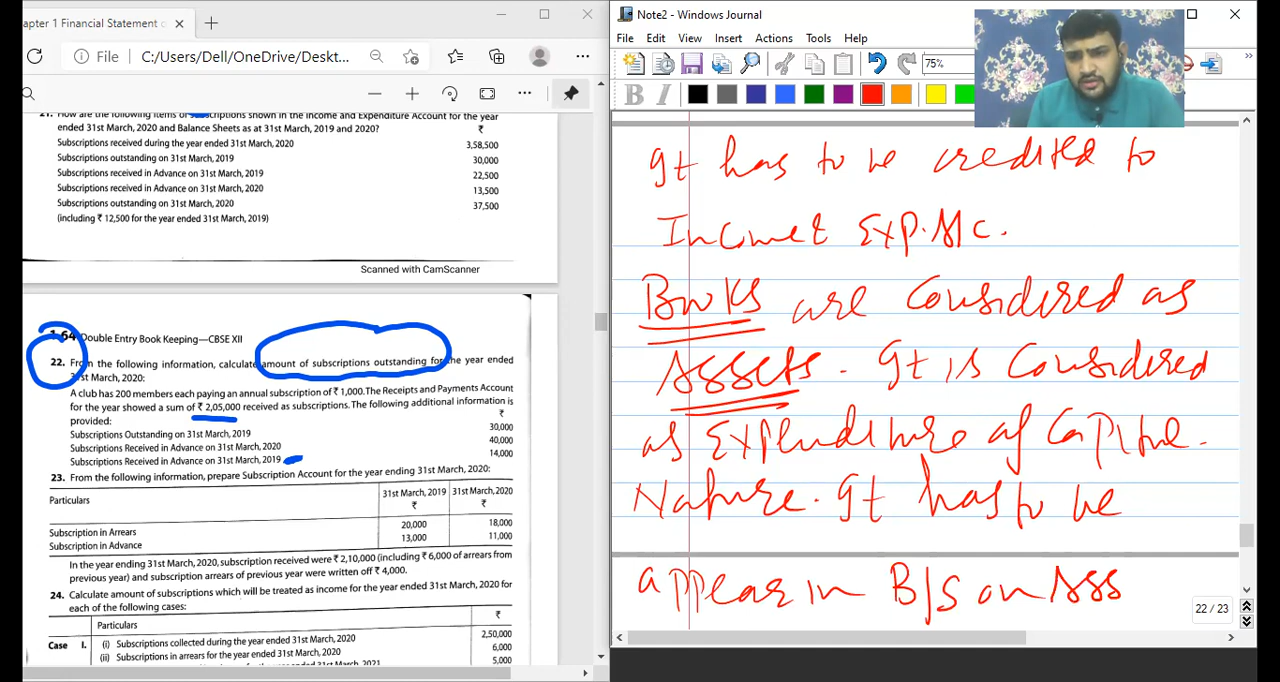 apter 1 Financial Statement o
File
C:/Users/Dell/OneDrive/Deskt...
21. How are the following items of subscriptions shown in the Income and Expenditure Account for the year
ended 31st March, 2020 and Balance Sheets as at 31st March, 2019 and 2020? ₹
Subscriptions received during the year ended 31st March, 2020 3,58,500
Subscriptions outstanding on 31st March, 2019 30,000
Subscriptions received in Advance on 31st March, 2019 22,500
Subscriptions received in Advance on 31st March, 2020 13,500
Subscriptions outstanding on 31st March, 2020 37,500
(including ₹ 12,500 for the year ended 31st March, 2019)
Scanned with CamScanner
1.64 Double Entry Book Keeping—CBSE XII
22. From the following information, calculate amount of subscriptions outstanding for the year ended
31st March, 2020:
A club has 200 members each paying an annual subscription of ₹ 1,000. The Receipts and Payments Account
for the year showed a sum of ₹ 2,05,000 received as subscriptions. The following additional information is
provided: ₹
Subscriptions Outstanding on 31st March, 2019 30,000
Subscriptions Received in Advance on 31st March, 2020 40,000
Subscriptions Received in Advance on 31st March, 2019 14,000
23. From the following information, prepare Subscription Account for the year ending 31st March, 2020:
Particulars 31st March, 2019 31st March, 2020
₹ ₹
Subscription in Arrears 20,000 18,000
Subscription in Advance 13,000 11,000
In the year ending 31st March, 2020, subscription received were ₹ 2,10,000 (including ₹ 6,000 of arrears from
previous year) and subscription arrears of previous year were written off ₹ 4,000.
24. Calculate amount of subscriptions which will be treated as income for the year ended 31st March, 2020 for
each of the following cases:
Particulars ₹
Case I. (i) Subscriptions collected during the year ended 31st March, 2020 2,50,000
(ii) Subscriptions in arrears for the year ended 31st March, 2020 6,000
5,000
Note2 - Windows Journal
File Edit View Insert Actions Tools Help
75%
B I
It has to be credited to
Income & Exp. A/c.
Books are Considered as
Assets. It is Considered
as Expenditure of Capital
Nature. It has to be
appear in B/S on Ass
22 / 23